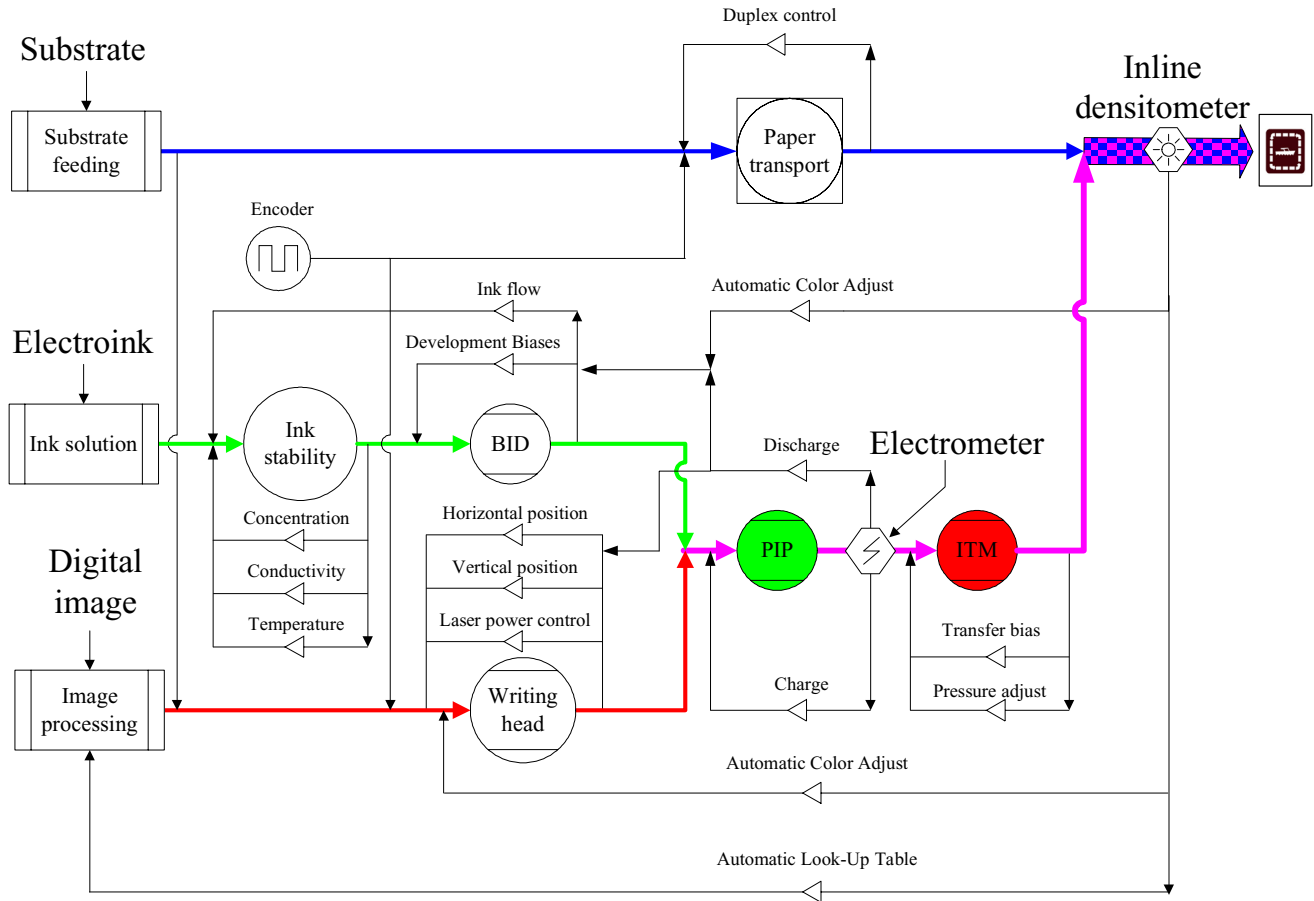 Duplex control
Substrate
Inline
densitometer
Substrate
feeding
Paper
transport
Encoder
Ink flow
Automatic Color Adjust
Electroink
Development Biases
Ink solution
Ink
stability
BID
Discharge
Electrometer
Concentration
Horizontal position
PIP
ITM
Digital
image
Conductivity
Vertical position
Temperature
Laser power control
Transfer bias
Image
processing
Writing
head
Charge
Pressure adjust
Automatic Color Adjust
Automatic Look-Up Table